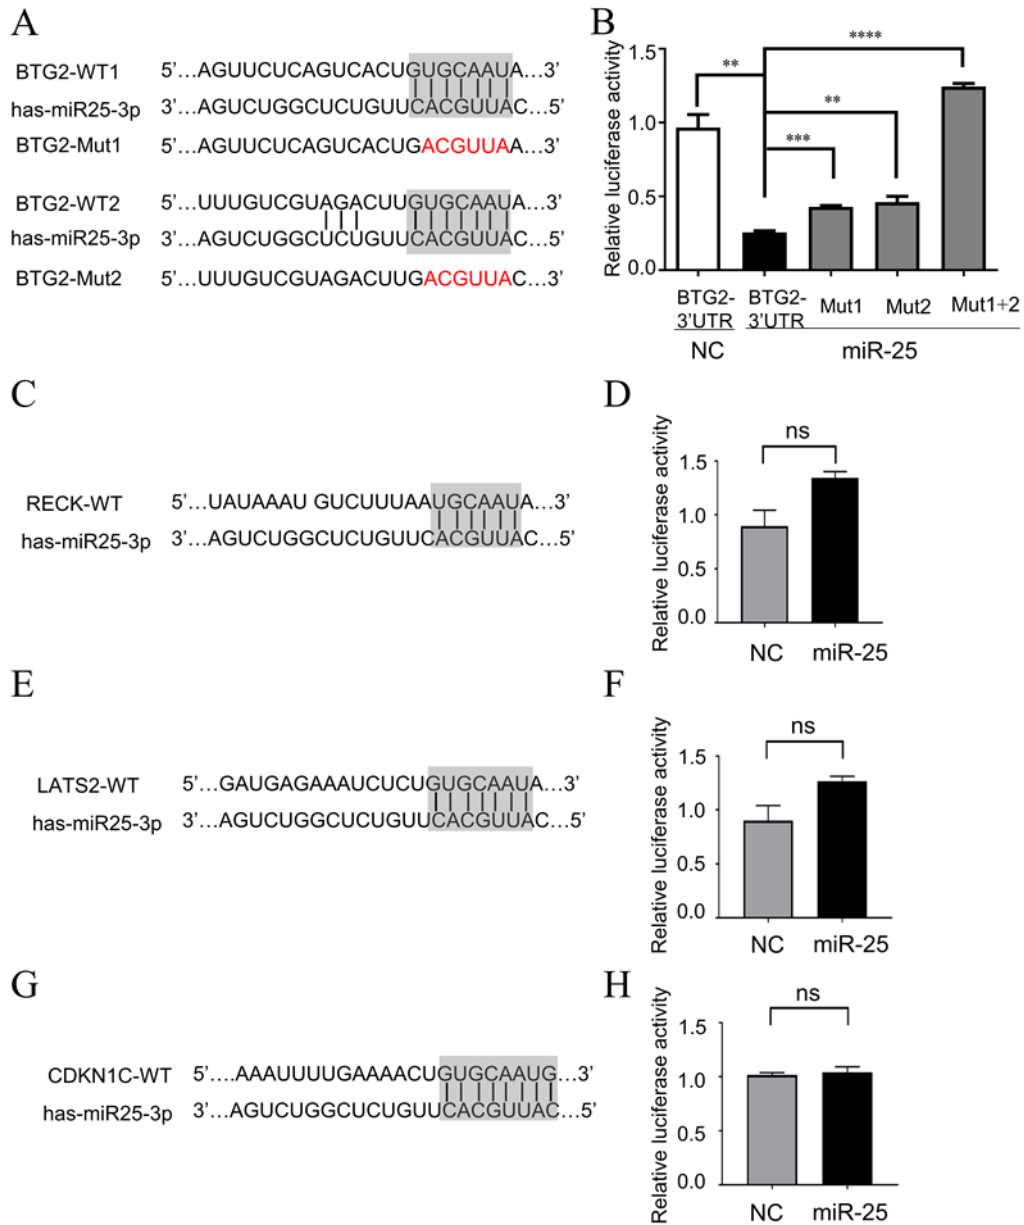 A
BTG2-WT1 5'...AGUUCUCAGUCACUGUGCAAUA...3'
has-miR25-3p 3'...AGUCUGGCUCUGUUCACGUUAC...5'
BTG2-Mut1 5'...AGUUCUCAGUCACUGACGUUAA...3'
BTG2-WT2 5'...UUUGUCGUAGACUUGUGCAAUA...3'
has-miR25-3p 3'...AGUCUGGCUCUGUUCACGUUAC...5'
BTG2-Mut2 5'...UUUGUCGUAGACUUGACGUUAC...3'
B
Relative luciferase activity
1.5
1.0
0.5
0.0
**
****
**
***
BTG2-3'UTR BTG2-3'UTR Mut1 Mut2 Mut1+2
NC miR-25
C
RECK-WT 5'...UAUAAAU GUCUUUAAUGCAAUA...3'
has-miR25-3p 3'...AGUCUGGCUCUGUUCACGUUAC...5'
D
Relative luciferase activity
1.5
1.0
0.5
0.0
ns
NC miR-25
E
LATS2-WT 5'...GAUGAGAAAUCUCUGUGCAAUA...3'
has-miR25-3p 3'...AGUCUGGCUCUGUUCACGUUAC...5'
F
Relative luciferase activity
1.5
1.0
0.5
0.0
ns
NC miR-25
G
CDKN1C-WT 5'....AAAUUUUGAAAACUGUGCAAUG...3'
has-miR25-3p 3'...AGUCUGGCUCUGUUCACGUUAC...5'
H
Relative luciferase activity
1.5
1.0
0.5
0.0
ns
NC miR-25